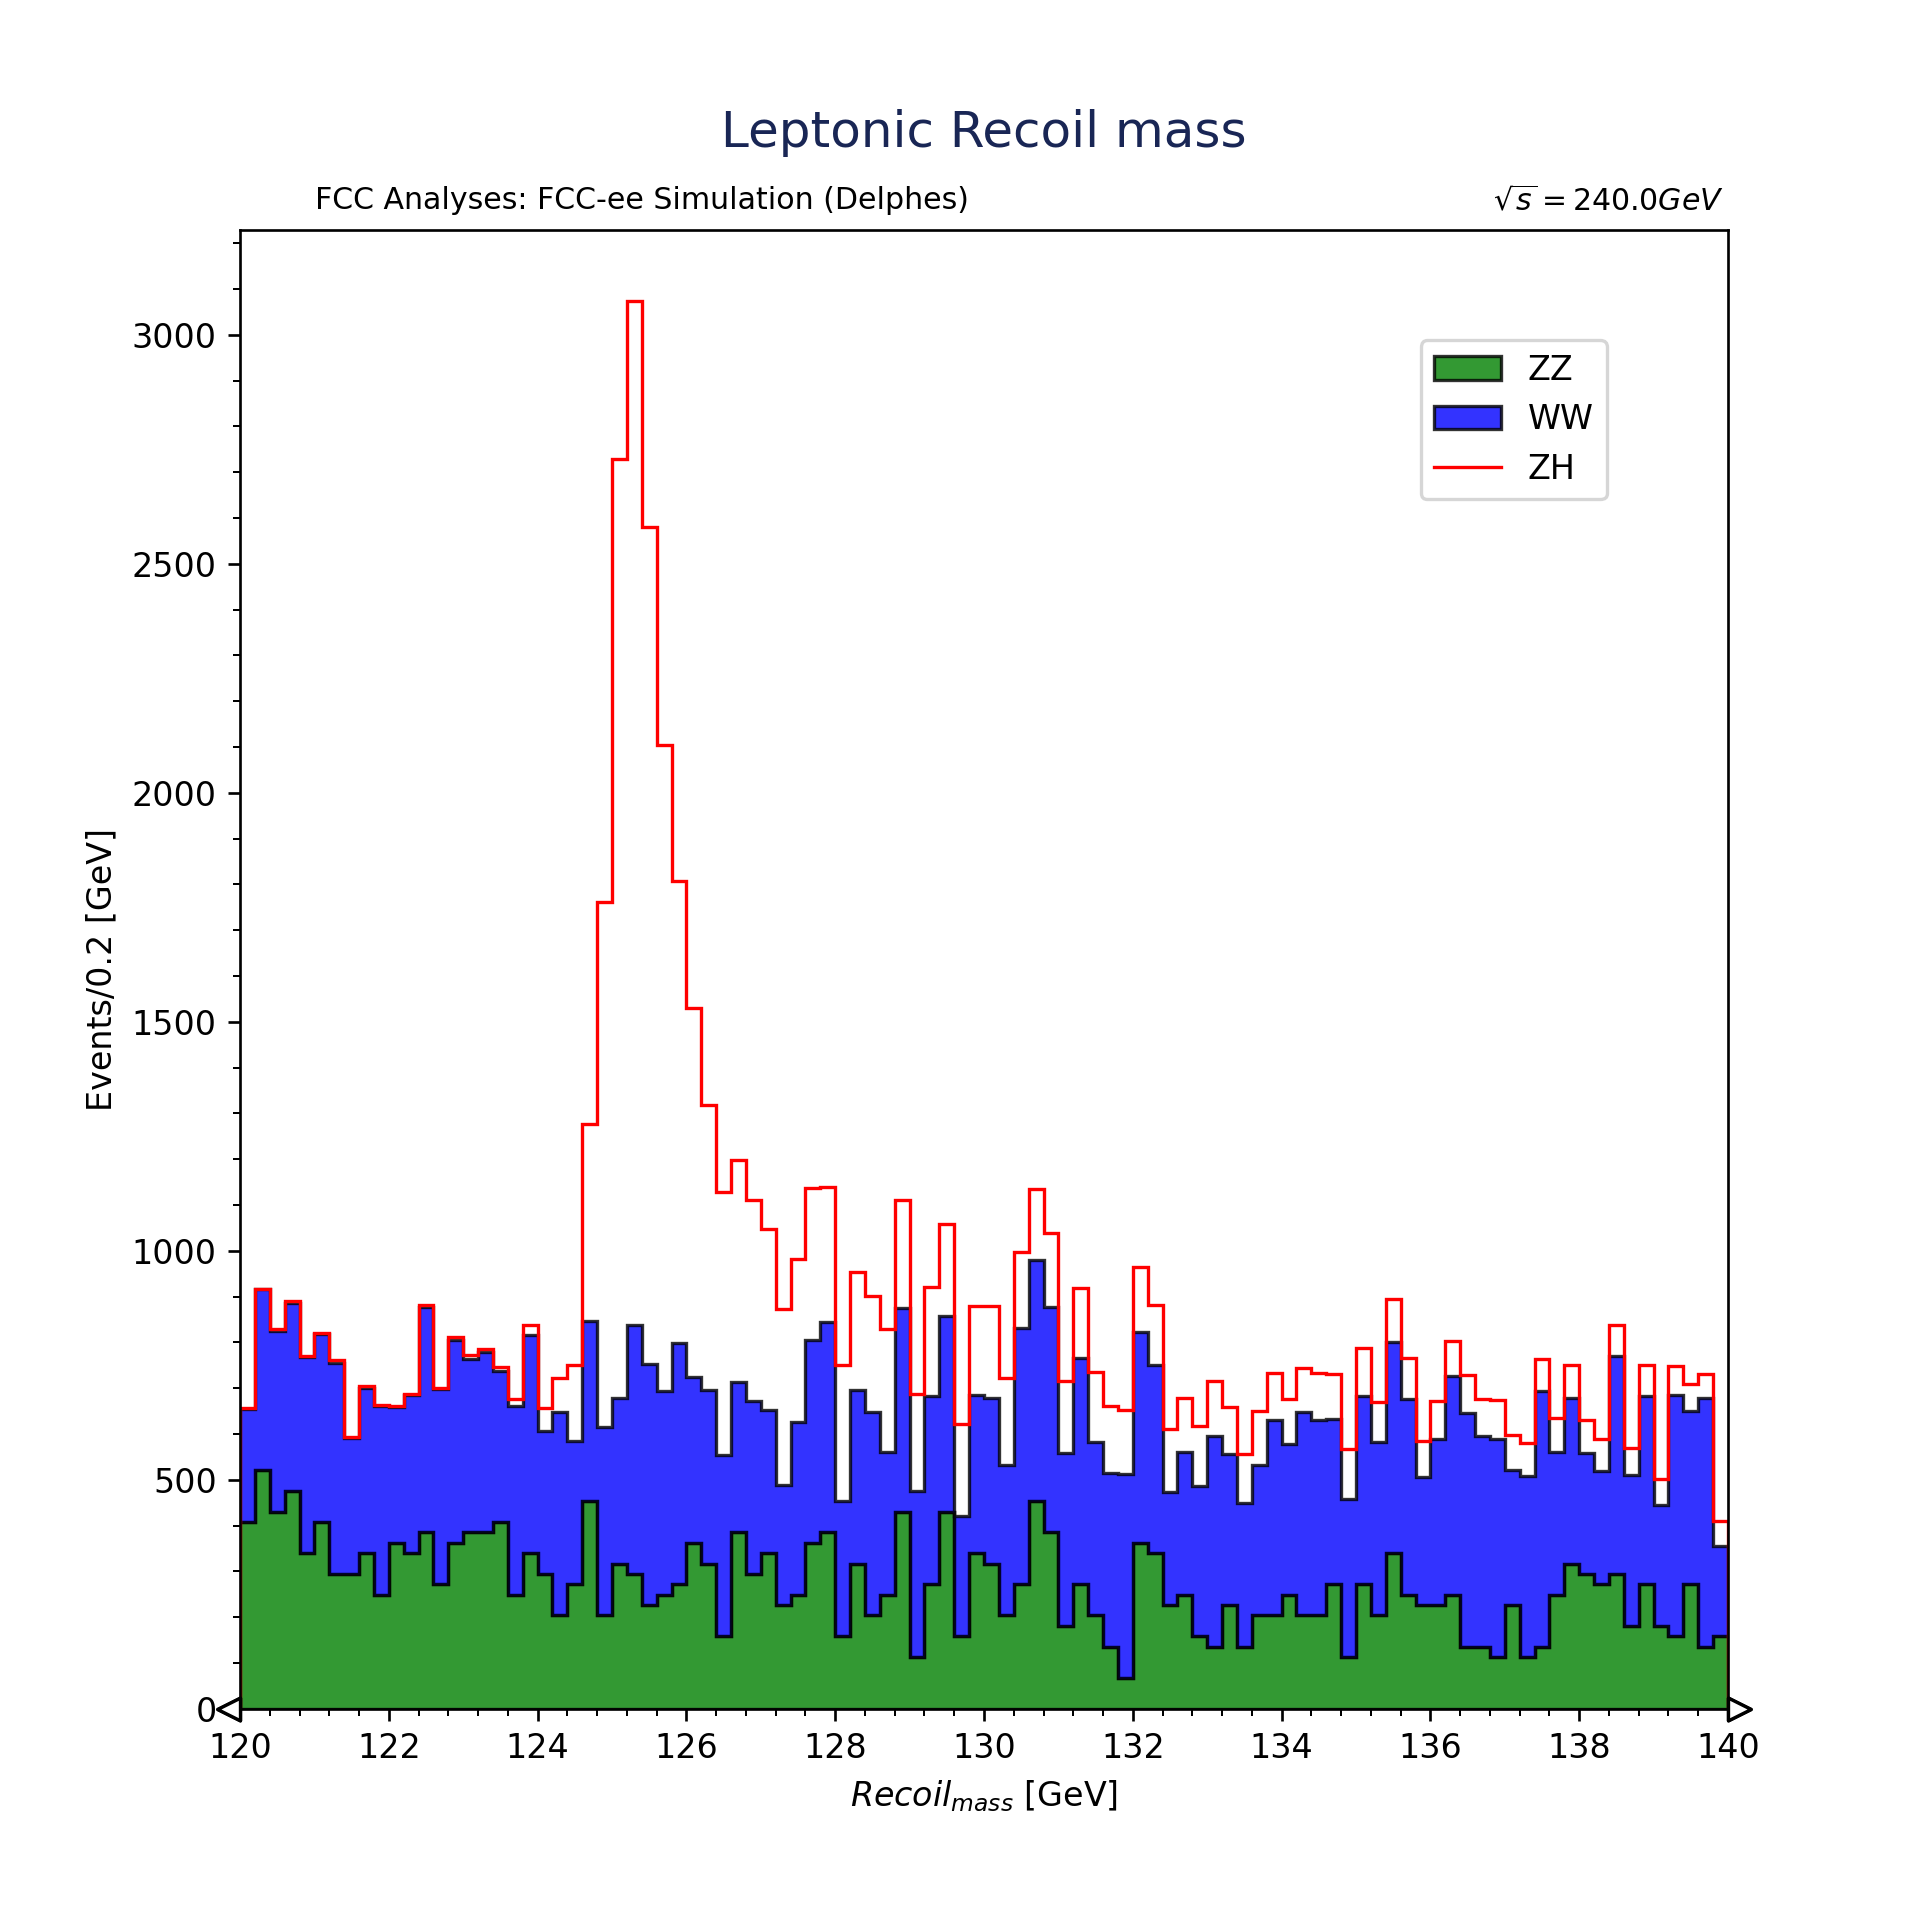 Leptonic Recoil mass
FCC Analyses: FCC-ee Simulation (Delphes)
√s = 240.0GeV
ZZ
WW
ZH
Events/0.2 [GeV]
3000
2500
2000
1500
1000
500
0
120 122 124 126 128 130 132 134 136 138 140
Recoil_mass [GeV]